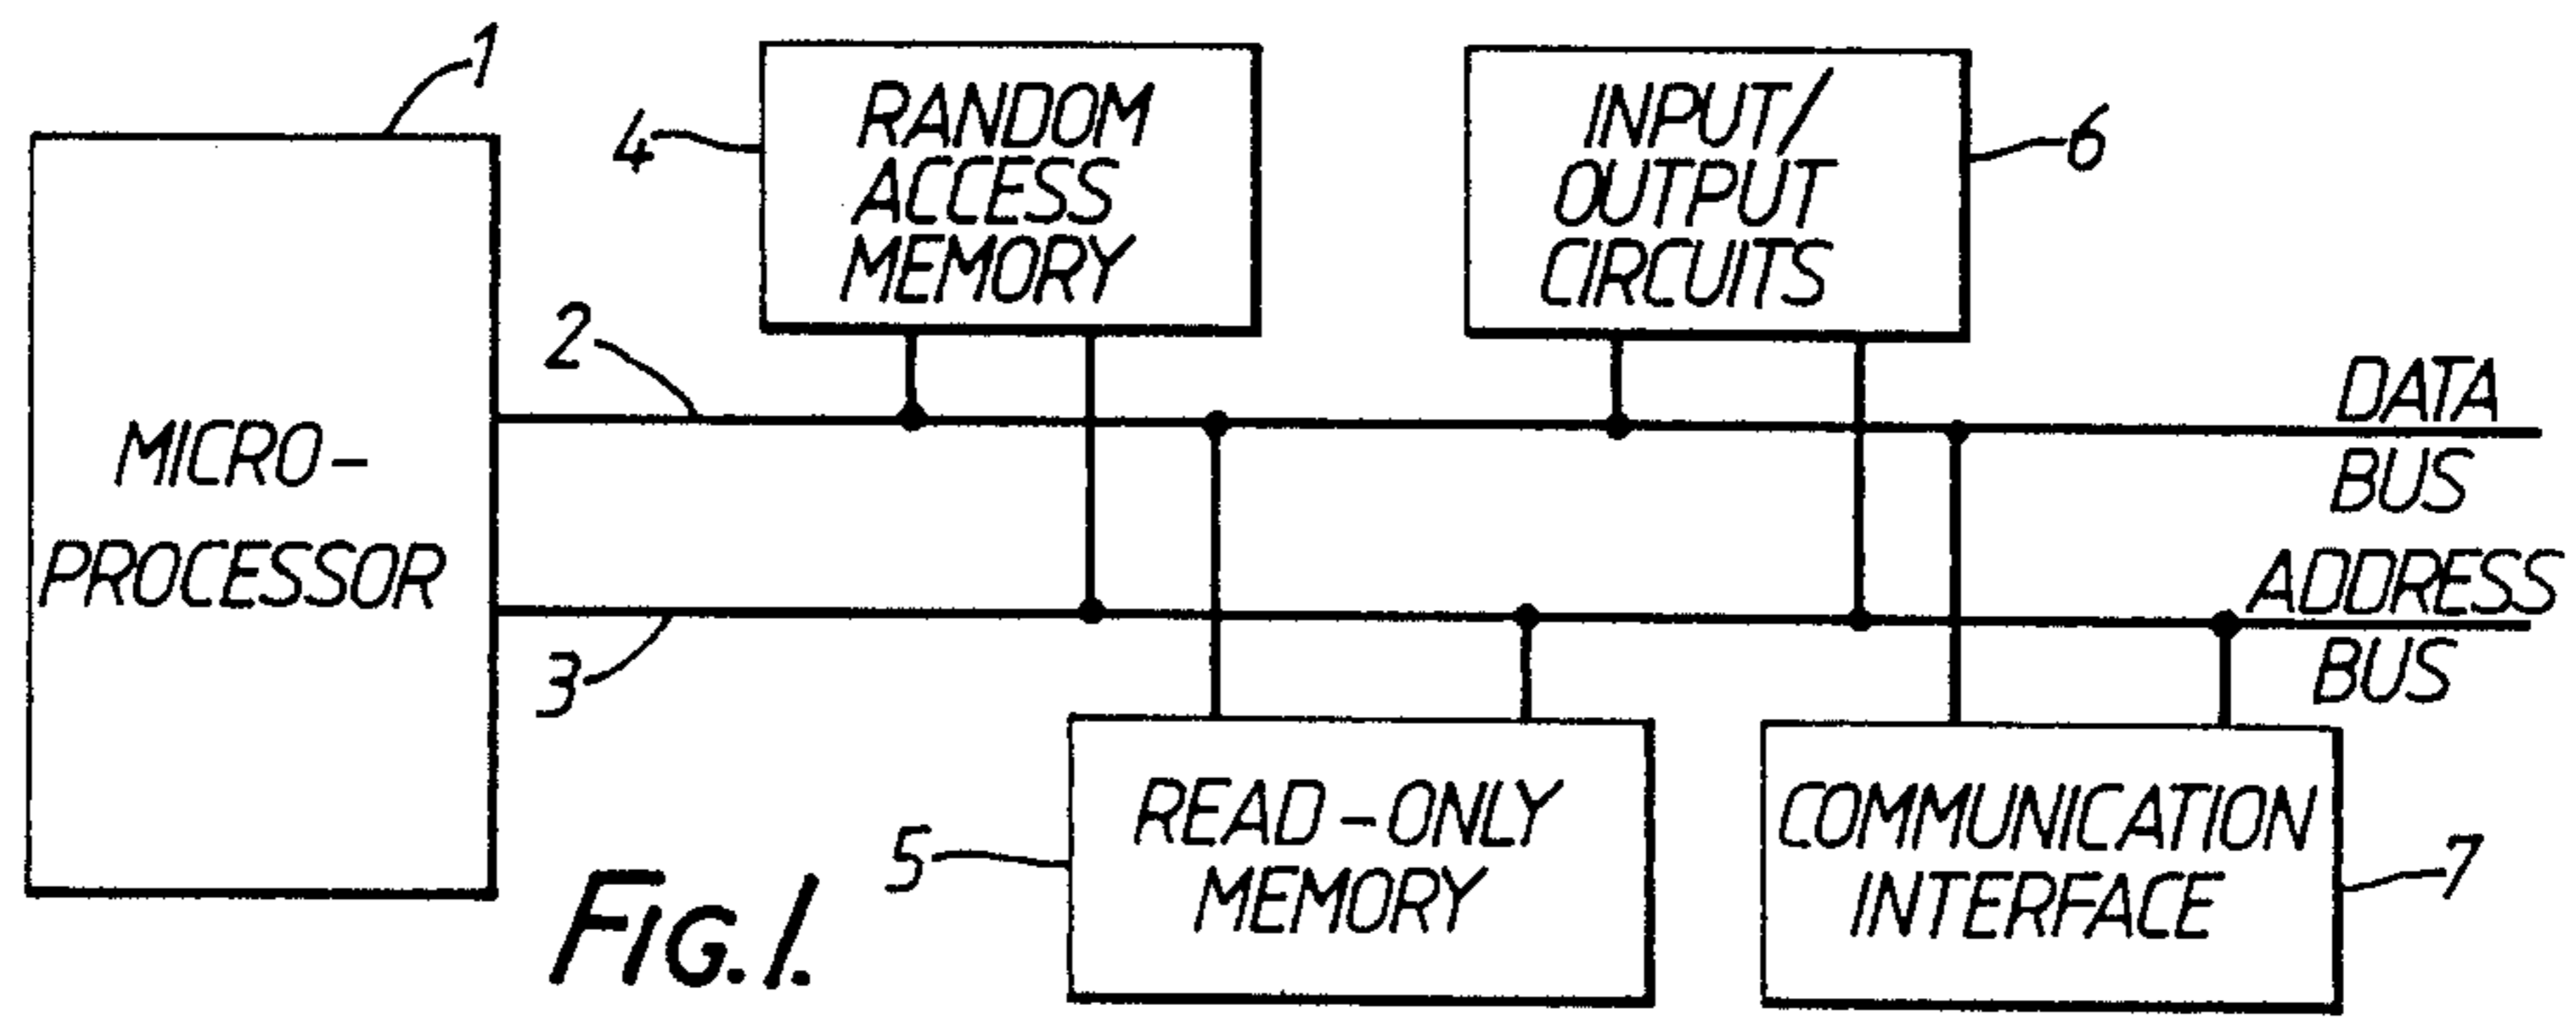 1
MICRO-
PROCESSOR
2
3
4
RANDOM
ACCESS
MEMORY
INPUT/
OUTPUT
CIRCUITS
6
DATA
BUS
ADDRESS
BUS
5
READ-ONLY
MEMORY
COMMUNICATION
INTERFACE
7
FIG. 1.